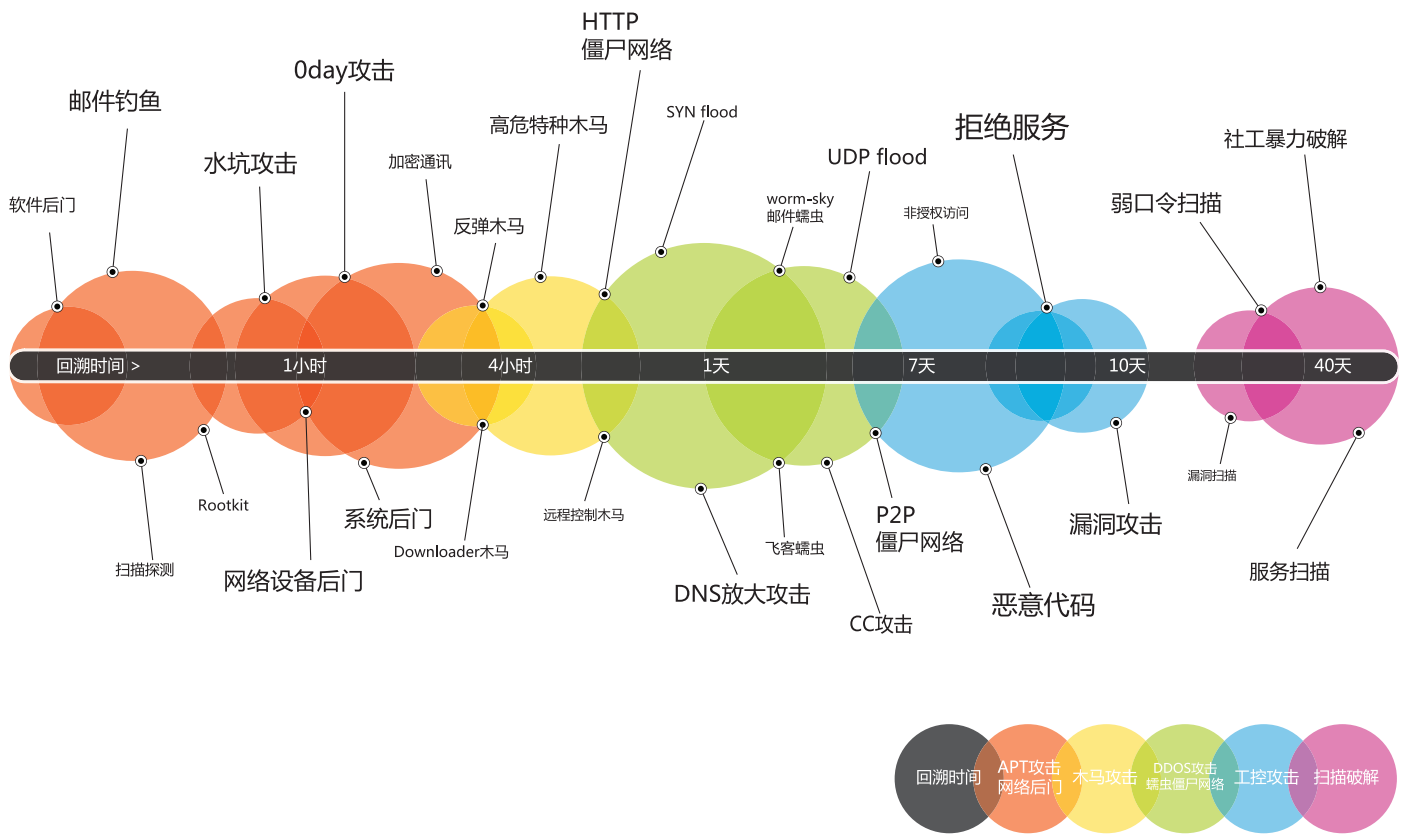 HTTP
僵尸网络
0day攻击
邮件钓鱼
SYN flood
高危特种木马
拒绝服务
社工暴力破解
水坑攻击
加密通讯
UDP flood
软件后门
反弹木马
worm-sky
邮件蠕虫
非授权访问
弱口令扫描
回溯时间 >
1小时
4小时
1天
7天
10天
40天
Rootkit
系统后门
远程控制木马
P2P
僵尸网络
漏洞扫描
扫描探测
网络设备后门
Downloader木马
飞客蠕虫
漏洞攻击
DNS放大攻击
CC攻击
恶意代码
服务扫描
回溯时间
APT攻击
网络后门
木马攻击
DDOS攻击
蠕虫僵尸网络
工控攻击
扫描破解